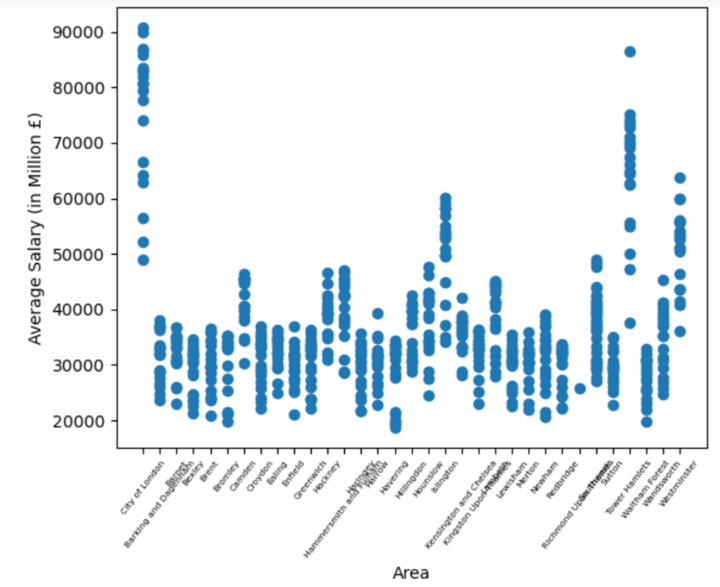 90000
80000
70000
60000
50000
40000
30000
20000
Average Salary (in Million £)
City of London
Barking and Dagenham
Barnet
Bexley
Brent
Bromley
Camden
Croydon
Ealing
Enfield
Greenwich
Hackney
Hammersmith and Fulham
Haringey
Harrow
Havering
Hillingdon
Hounslow
Islington
Kensington and Chelsea
Kingston Upon Thames
Lewisham
Merton
Newham
Redbridge
Richmond Upon Thames
Sutton
Tower Hamlets
Waltham Forest
Wandsworth
Westminster
Area